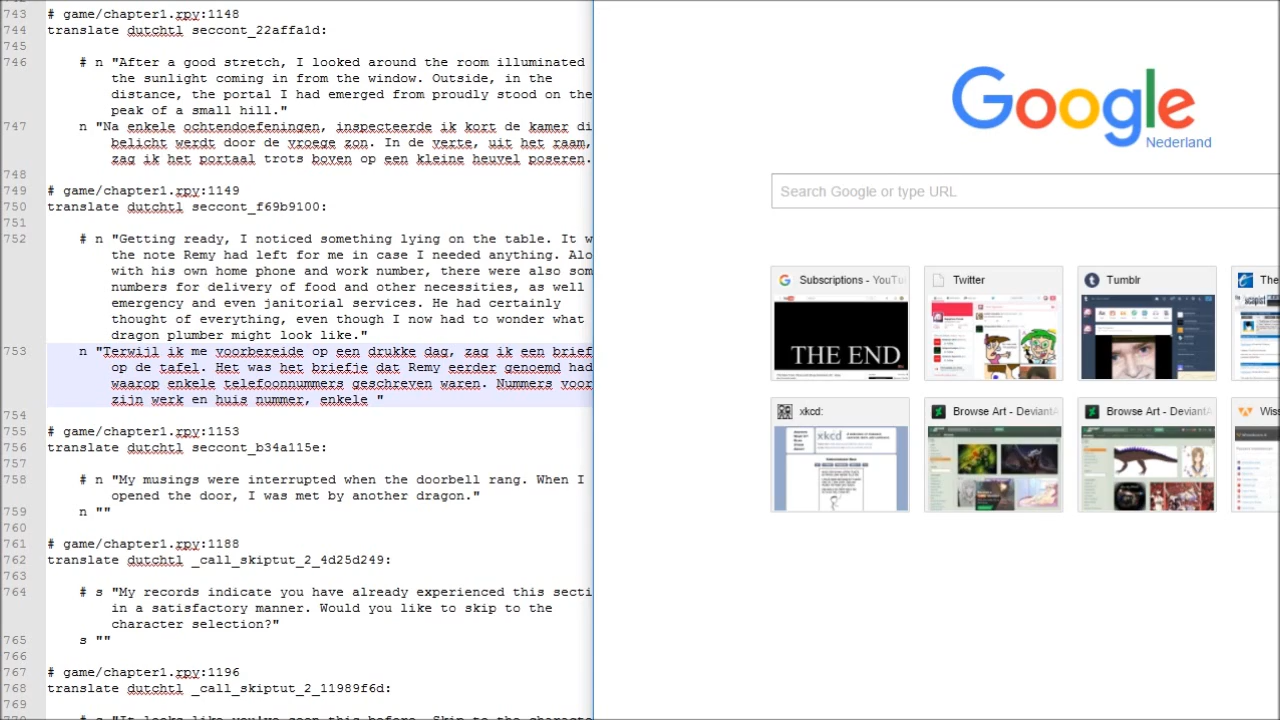 743 # game/chapter1.rpy:1148
744 translate dutchtl seccont_22affa1d:
745
746 # n "After a good stretch, I looked around the room illuminated
the sunlight coming in from the window. Outside, in the
distance, the portal I had emerged from proudly stood on the
peak of a small hill."
747 n "Na enkele ochtendoefeningen, inspecteerde ik kort de kamer di
belicht werdt door de vroege zon. In de verte, uit het raam,
zag ik het portaal trots boven op een kleine heuvel poseren.
748
749 # game/chapter1.rpy:1149
750 translate dutchtl seccont_f69b9100:
751
752 # n "Getting ready, I noticed something lying on the table. It w
the note Remy had left for me in case I needed anything. Alo
with his own home phone and work number, there were also som
numbers for delivery of food and other necessities, as well
emergency and even janitorial services. He had certainly
thought of everything, even though I now had to wonder what
dragon plumber might look like."
753 n "Terwijl ik me voorbereide op een drukke dag, zag ik een brief
op de tafel. Het was het briefje dat Remy eerder genoemd had
waarop enkele telefoonnummers geschreven waren. Nummers voor
zijn werk en huis nummer, enkele "
754
755 # game/chapter1.rpy:1153
756 translate dutchtl seccont_b34a115e:
757
758 # n "My musings were interrupted when the doorbell rang. When I
opened the door, I was met by another dragon."
759 n ""
760
761 # game/chapter1.rpy:1188
762 translate dutchtl _call_skiptut_2_4d25d249:
763
764 # s "My records indicate you have already experienced this secti
in a satisfactory manner. Would you like to skip to the
character selection?"
765 s ""
766
767 # game/chapter1.rpy:1196
768 translate dutchtl _call_skiptut_2_11989f6d:
769
Google
Nederland
Search Google or type URL
Subscriptions - YouTu
Twitter
Tumblr
The
THE END
xkcd:
Browse Art - DeviantA
Browse Art - DeviantA
Wis
xkcd